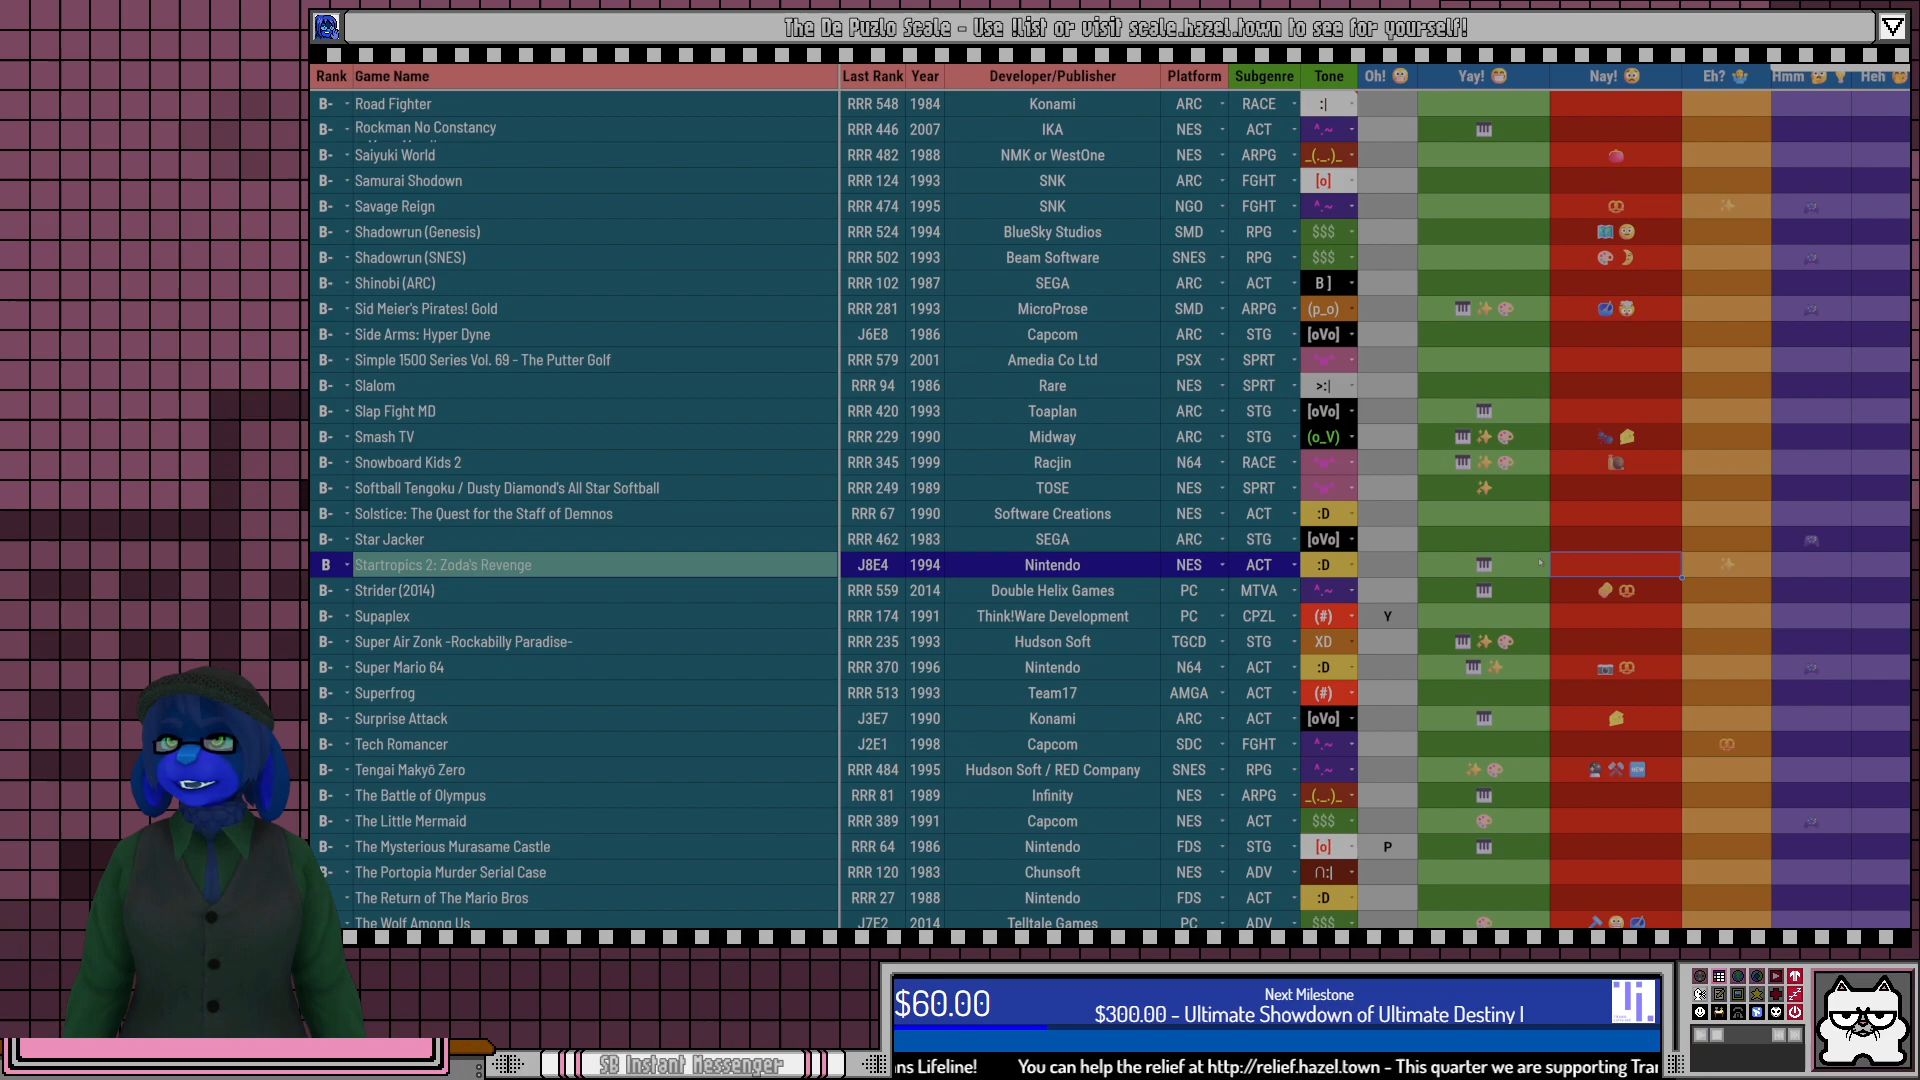 The De Puzlo Scale - Use !list or visit scale.hazel.town to see for yourself!
Rank Game Name Last Rank Year Developer/Publisher Platform Subgenre Tone Oh! Yay! Nay! Eh? Hmm Heh
B- Road Fighter RRR 548 1984 Konami ARC RACE :|
B- Rockman No Constancy RRR 446 2007 IKA NES ACT ^.~
B- Saiyuki World RRR 482 1988 NMK or WestOne NES ARPG _(._.)_
B- Samurai Shodown RRR 124 1993 SNK ARC FGHT [o]
B- Savage Reign RRR 474 1995 SNK NGO FGHT ^.~
B- Shadowrun (Genesis) RRR 524 1994 BlueSky Studios SMD RPG $$$
B- Shadowrun (SNES) RRR 502 1993 Beam Software SNES RPG $$$
B- Shinobi (ARC) RRR 102 1987 SEGA ARC ACT B ]
B- Sid Meier's Pirates! Gold RRR 281 1993 MicroProse SMD ARPG (p_o)
B- Side Arms: Hyper Dyne J6E8 1986 Capcom ARC STG [oVo]
B- Simple 1500 Series Vol. 69 - The Putter Golf RRR 579 2001 Amedia Co Ltd PSX SPRT
B- Slalom RRR 94 1986 Rare NES SPRT >:|
B- Slap Fight MD RRR 420 1993 Toaplan ARC STG [oVo]
B- Smash TV RRR 229 1990 Midway ARC STG (o_V)
B- Snowboard Kids 2 RRR 345 1999 Racjin N64 RACE
B- Softball Tengoku / Dusty Diamond's All Star Softball RRR 249 1989 TOSE NES SPRT
B- Solstice: The Quest for the Staff of Demnos RRR 67 1990 Software Creations NES ACT :D
B- Star Jacker RRR 462 1983 SEGA ARC STG [oVo]
B Startropics 2: Zoda's Revenge J8E4 1994 Nintendo NES ACT :D
B- Strider (2014) RRR 559 2014 Double Helix Games PC MTVA ^.~
B- Supaplex RRR 174 1991 Think!Ware Development PC CPZL (#) Y
B- Super Air Zonk -Rockabilly Paradise- RRR 235 1993 Hudson Soft TGCD STG XD
B- Super Mario 64 RRR 370 1996 Nintendo N64 ACT :D
B- Superfrog RRR 513 1993 Team17 AMGA ACT (#)
B- Surprise Attack J3E7 1990 Konami ARC ACT [oVo]
B- Tech Romancer J2E1 1998 Capcom SDC FGHT ^.~
B- Tengai Makyō Zero RRR 484 1995 Hudson Soft / RED Company SNES RPG ^.~
B- The Battle of Olympus RRR 81 1989 Infinity NES ARPG _(._.)_
B- The Little Mermaid RRR 389 1991 Capcom NES ACT $$$
B- The Mysterious Murasame Castle RRR 64 1986 Nintendo FDS STG [o] P
B- The Portopia Murder Serial Case RRR 120 1983 Chunsoft NES ADV ∩:|
The Return of The Mario Bros RRR 27 1988 Nintendo FDS ACT :D
The Wolf Among Us J7E2 2014 Telltale Games PC ADV $$$
$60.00
Next Milestone
$300.00 - Ultimate Showdown of Ultimate Destiny I
SB Instant Messenger
ns Lifeline! You can help the relief at http://relief.hazel.town - This quarter we are supporting Tra